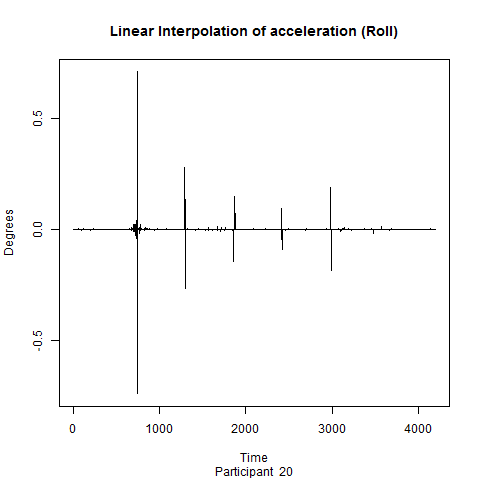 Linear Interpolation of acceleration (Roll)
Degrees
0.5
0.0
-0.5
0 1000 2000 3000 4000
Time
Participant 20